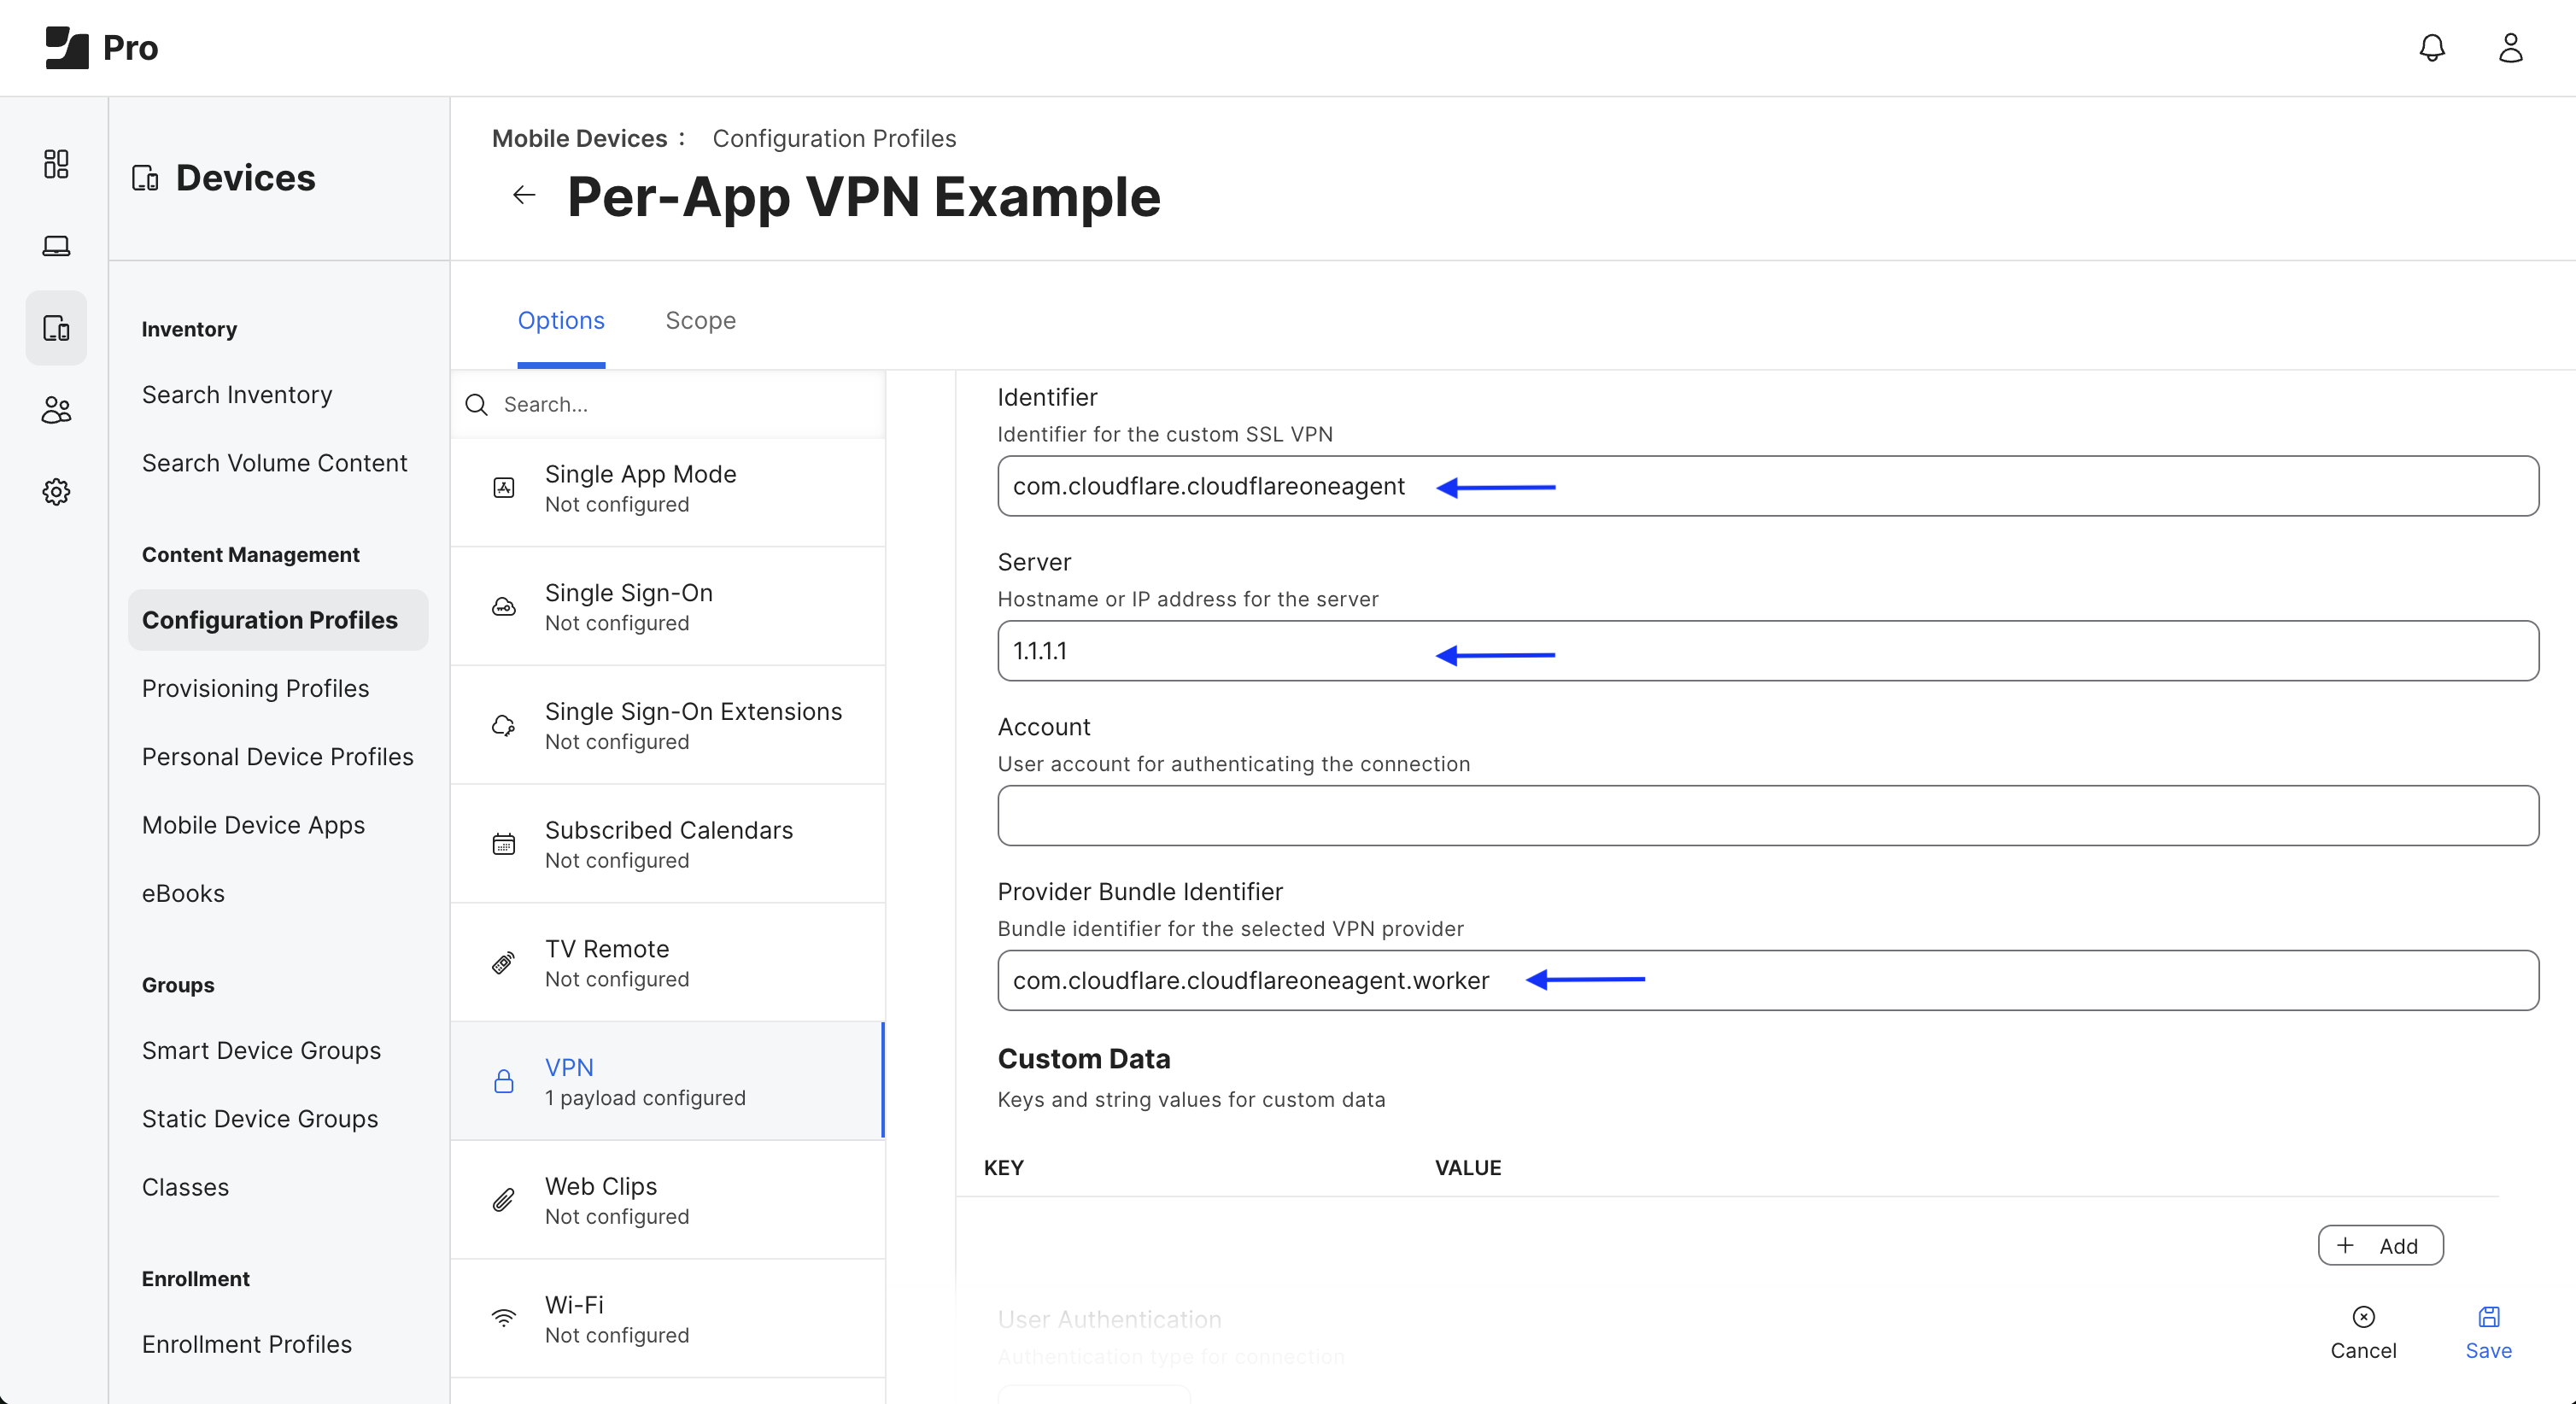 Pro
Devices
Inventory
Search Inventory
Search Volume Content
Content Management
Configuration Profiles
Provisioning Profiles
Personal Device Profiles
Mobile Device Apps
eBooks
Groups
Smart Device Groups
Static Device Groups
Classes
Enrollment
Enrollment Profiles
Mobile Devices : Configuration Profiles
Per-App VPN Example
Options Scope
Search...
Single App Mode
Not configured
Single Sign-On
Not configured
Single Sign-On Extensions
Not configured
Subscribed Calendars
Not configured
TV Remote
Not configured
VPN
1 payload configured
Web Clips
Not configured
Wi-Fi
Not configured
Identifier
Identifier for the custom SSL VPN
com.cloudflare.cloudflareoneagent
Server
Hostname or IP address for the server
1.1.1.1
Account
User account for authenticating the connection
Provider Bundle Identifier
Bundle identifier for the selected VPN provider
com.cloudflare.cloudflareoneagent.worker
Custom Data
Keys and string values for custom data
KEY VALUE
+ Add
User Authentication
Authentication type for connection
Cancel Save